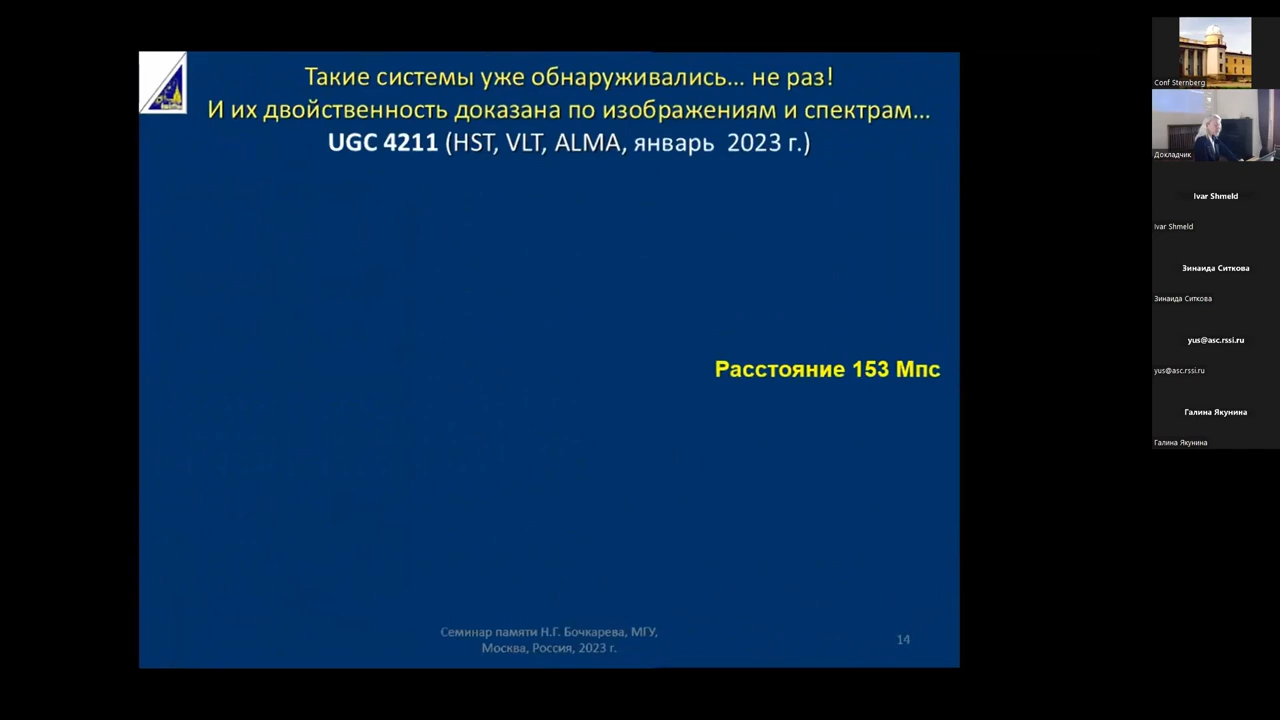 Такие системы уже обнаруживались... не раз!
И их двойственность доказана по изображениям и спектрам...
UGC 4211 (HST, VLT, ALMA, январь 2023 г.)
Расстояние 153 Мпс
Семинар памяти Н.Г. Бочкарева, МГУ,
Москва, Россия, 2023 г.
14
Conf Sternberg
Докладчик
Ivar Shmeld
Ivar Shmeld
Зинаида Ситкова
Зинаида Ситкова
yus@asc.rssi.ru
yus@asc.rssi.ru
Галина Якунина
Галина Якунина